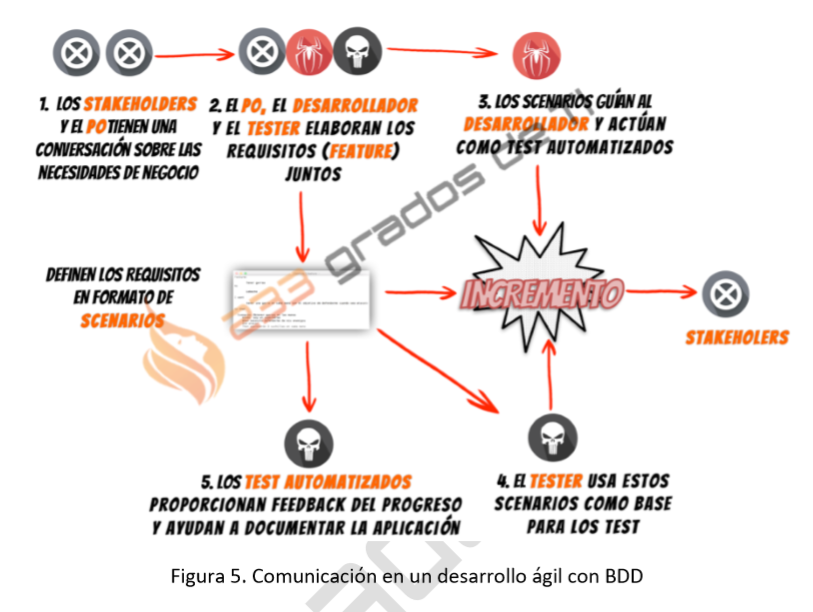 1. LOS STAKEHOLDERS
Y EL PO TIENEN UNA
CONVERSACIÓN SOBRE LAS
NECESIDADES DE NEGOCIO
2. EL PO, EL DESARROLLADOR
Y EL TESTER ELABORAN LOS
REQUISITOS (FEATURE)
JUNTOS
3. LOS SCENARIOS GUÍAN AL
DESARROLLADOR Y ACTÚAN
COMO TEST AUTOMATIZADOS
DEFINEN LOS REQUISITOS
EN FORMATO DE
SCENARIOS
INCREMENTO
STAKEHOLERS
5. LOS TEST AUTOMATIZADOS
PROPORCIONAN FEEDBACK DEL PROGRESO
Y AYUDAN A DOCUMENTAR LA APLICACIÓN
4. EL TESTER USA ESTOS
SCENARIOS COMO BASE
PARA LOS TEST
233 grados de TI
Figura 5. Comunicación en un desarrollo ágil con BDD